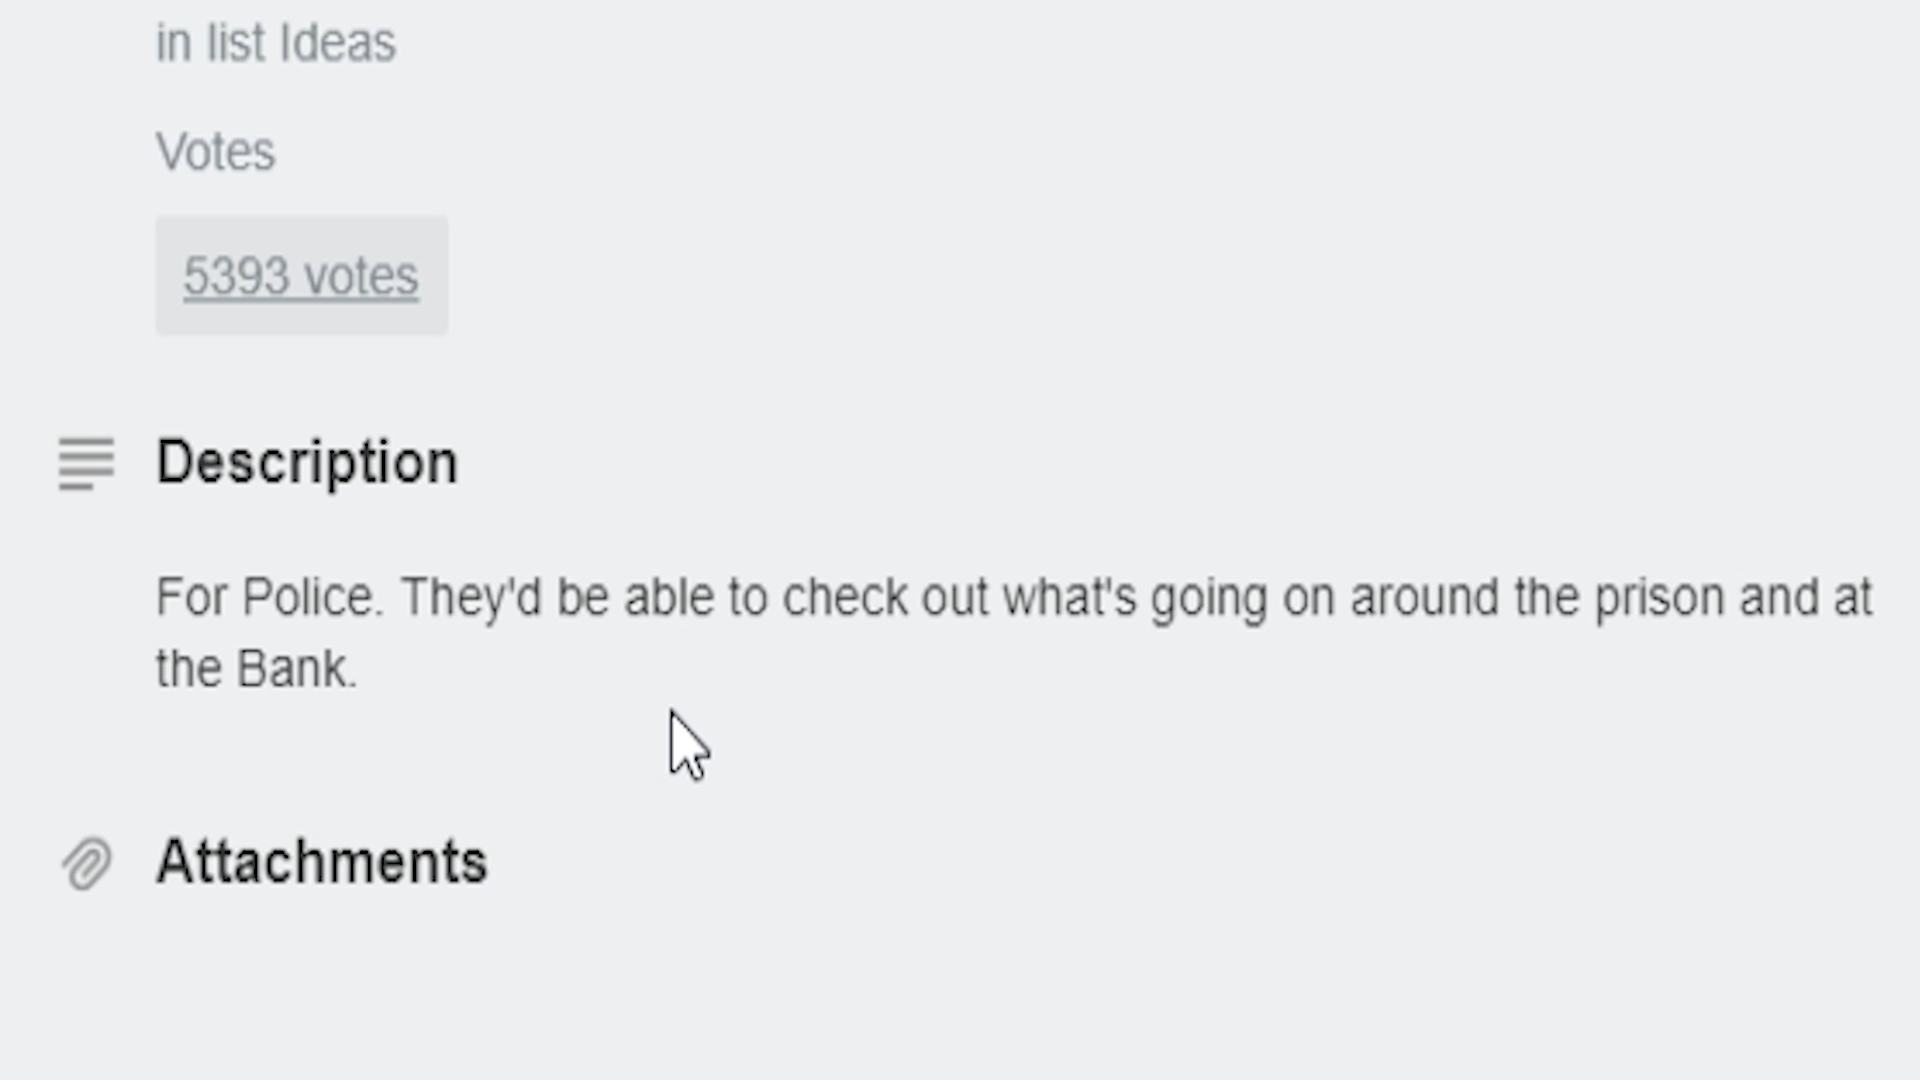 in list Ideas
Votes
5393 votes
Description
For Police. They'd be able to check out what's going on around the prison and at
the Bank.
Attachments